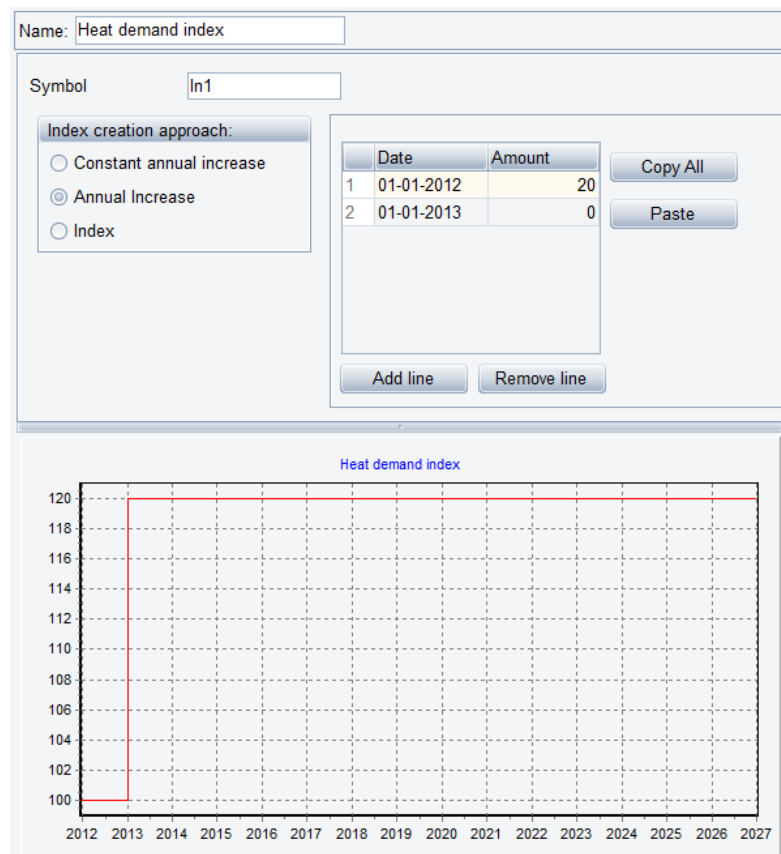 Name: Heat demand index
Symbol In1
Index creation approach:
Constant annual increase
Annual Increase
Index
Date Amount
1 01-01-2012 20
2 01-01-2013 0
Copy All
Paste
Add line Remove line
Heat demand index
120
118
116
114
112
110
108
106
104
102
100
2012 2013 2014 2015 2016 2017 2018 2019 2020 2021 2022 2023 2024 2025 2026 2027